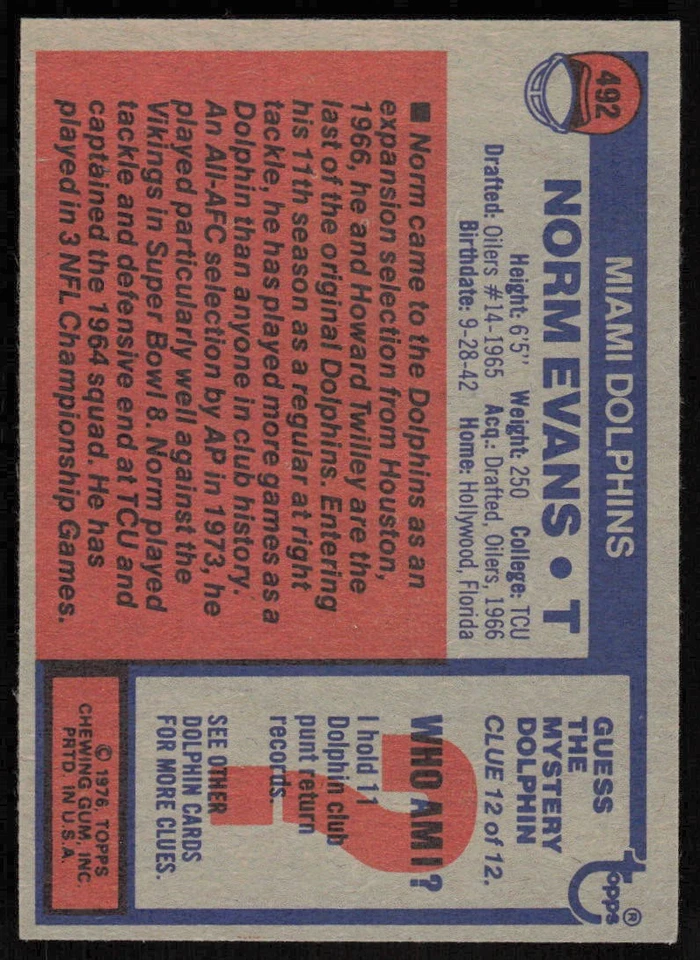 492
MIAMI DOLPHINS
NORM EVANS • T
Height: 6'5" Weight: 250 College: TCU
Drafted: Oilers #14-1965 Acq.: Drafted, Oilers, 1966
Birthdate: 9-28-42 Home: Hollywood, Florida
■ Norm came to the Dolphins as an
expansion selection from Houston,
1966, he and Howard Twilley are the
last of the original Dolphins. Entering
his 11th season as a regular at right
tackle, he has played more games as a
Dolphin than anyone in club history.
An All-AFC selection by AP in 1973, he
played particularly well against the
Vikings in Super Bowl 8. Norm played
tackle and defensive end at TCU and
captained the 1964 squad. He has
played in 3 NFL Championship Games.
topps®
GUESS
THE
MYSTERY
DOLPHIN
CLUE 12 of 12.
?
WHO AM I?
I hold 11
Dolphin club
punt return
records.
SEE OTHER
DOLPHIN CARDS
FOR MORE CLUES.
© 1976, TOPPS
CHEWING GUM, INC.
PRTD. IN U.S.A.